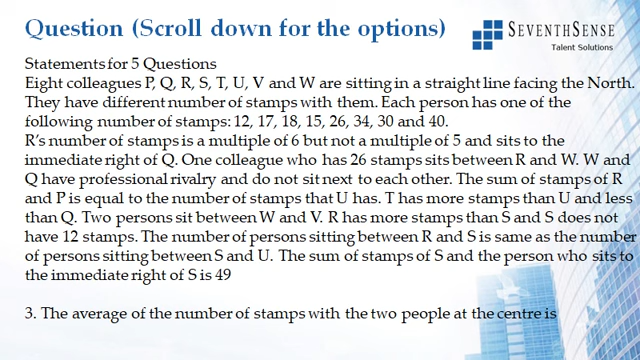 Question (Scroll down for the options)
SEVENTHSENSE
Talent Solutions
Statements for 5 Questions
Eight colleagues P, Q, R, S, T, U, V and W are sitting in a straight line facing the North.
They have different number of stamps with them. Each person has one of the
following number of stamps: 12, 17, 18, 15, 26, 34, 30 and 40.
R's number of stamps is a multiple of 6 but not a multiple of 5 and sits to the
immediate right of Q. One colleague who has 26 stamps sits between R and W. W and
Q have professional rivalry and do not sit next to each other. The sum of stamps of R
and P is equal to the number of stamps that U has. T has more stamps than U and less
than Q. Two persons sit between W and V. R has more stamps than S and S does not
have 12 stamps. The number of persons sitting between R and S is same as the number
of persons sitting between S and U. The sum of stamps of S and the person who sits to
the immediate right of S is 49
3. The average of the number of stamps with the two people at the centre is